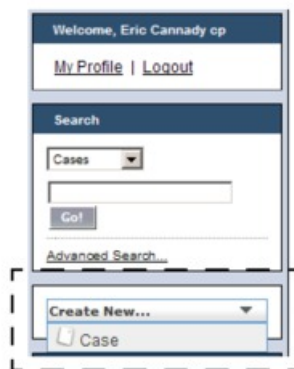 Welcome, Eric Cannady cp
My Profile | Logout
Search
Cases
Go!
Advanced Search...
Create New...
Case